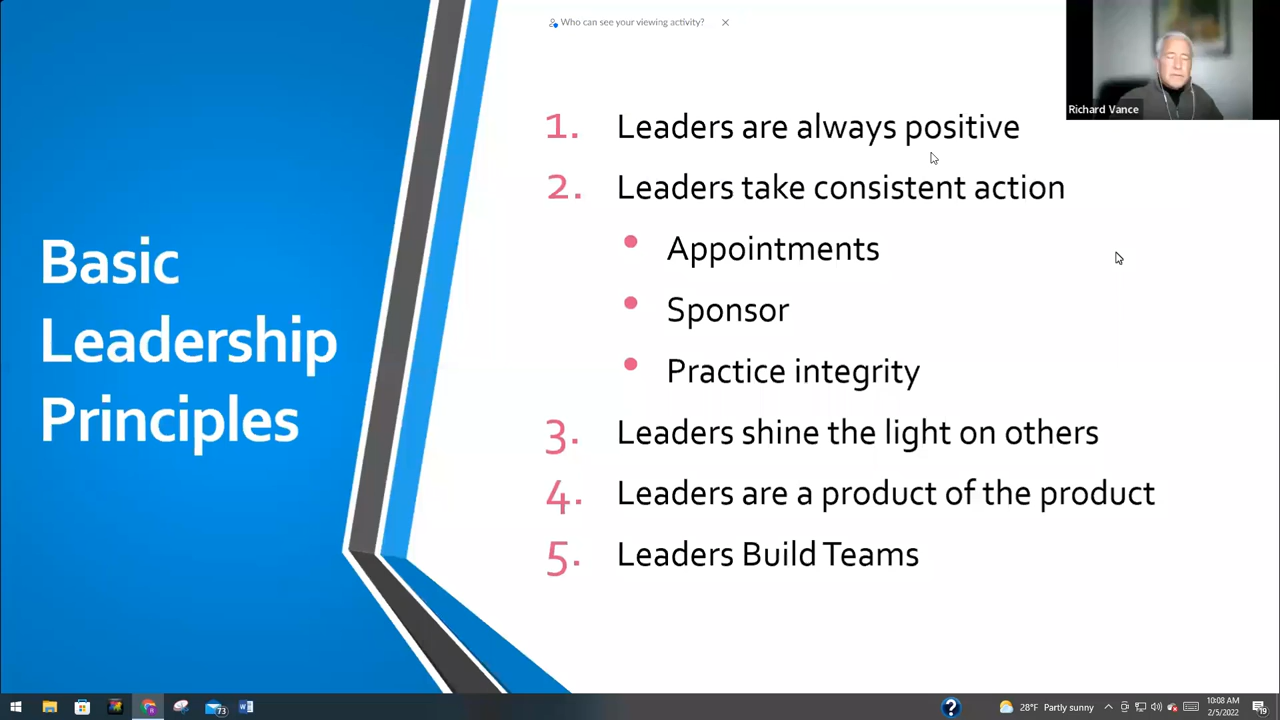 Who can see your viewing activity?
Richard Vance
Basic
Leadership
Principles
1. Leaders are always positive
2. Leaders take consistent action
• Appointments
• Sponsor
• Practice integrity
3. Leaders shine the light on others
4. Leaders are a product of the product
5. Leaders Build Teams
73
28°F Partly sunny
10:08 AM
2/5/2022
19